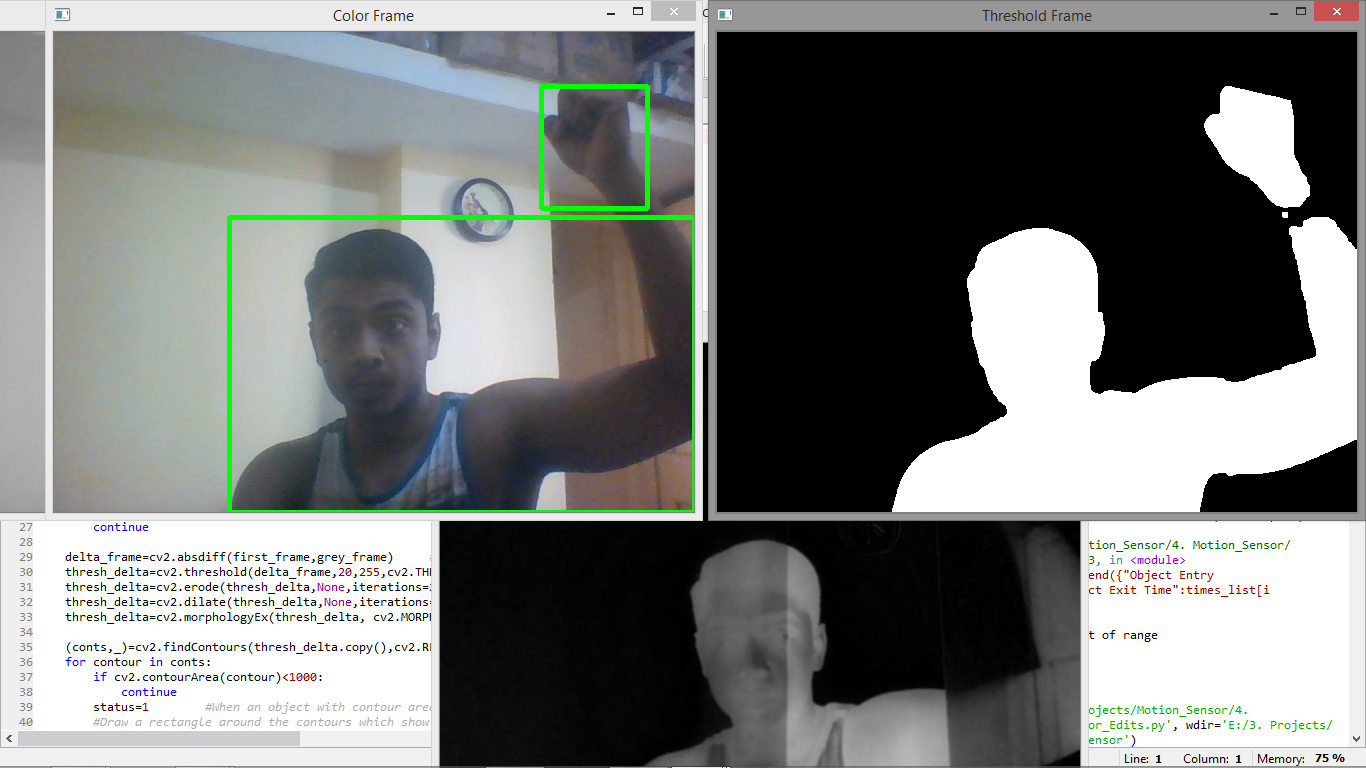 Color Frame
Threshold Frame
27 continue
28
29 delta_frame=cv2.absdiff(first_frame,grey_frame)
30 thresh_delta=cv2.threshold(delta_frame,20,255,cv2.TH
31 thresh_delta=cv2.erode(thresh_delta,None,iterations=
32 thresh_delta=cv2.dilate(thresh_delta,None,iterations=
33 thresh_delta=cv2.morphologyEx(thresh_delta, cv2.MORP
34
35 (conts,_)=cv2.findContours(thresh_delta.copy(),cv2.R
36 for contour in conts:
37 if cv2.contourArea(contour)<1000:
38 continue
39 status=1 #When an object with contour are
40 #Draw a rectangle around the contours which show
tion_Sensor/4. Motion_Sensor/
3, in <module>
end({"Object Entry
ct Exit Time":times_list[i
t of range
ojects/Motion_Sensor/4.
or_Edits.py', wdir='E:/3. Projects/
ensor')
Line: 1 Column: 1 Memory: 75 %